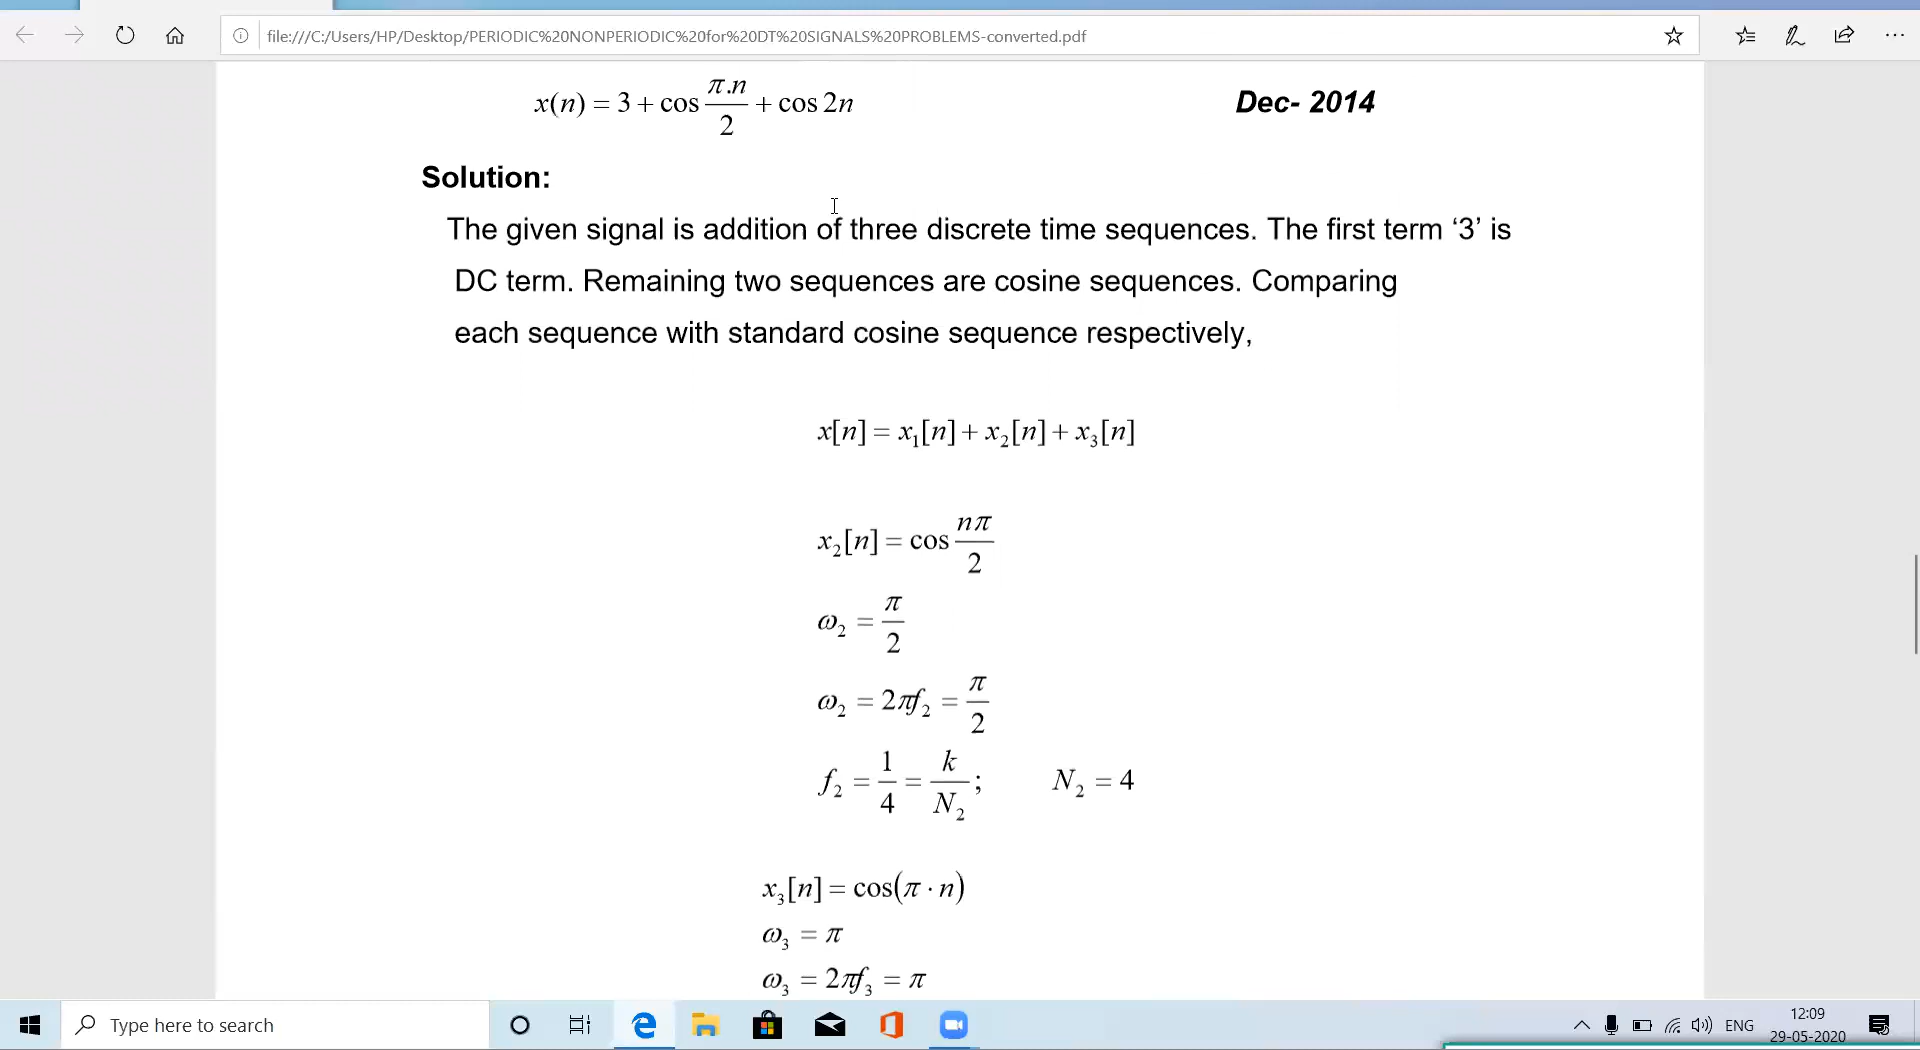 file:///C:/Users/HP/Desktop/PERIODIC%20NONPERIODIC%20for%20DT%20SIGNALS%20PROBLEMS-converted.pdf
x(n) = 3 + cos π.n/2 + cos 2n
Dec- 2014
Solution:
The given signal is addition of three discrete time sequences. The first term ‘3’ is
DC term. Remaining two sequences are cosine sequences. Comparing
each sequence with standard cosine sequence respectively,
x[n] = x₁[n] + x₂[n] + x₃[n]
x₂[n] = cos nπ/2
ω₂ = π/2
ω₂ = 2πf₂ = π/2
f₂ = 1/4 = k/N₂; N₂ = 4
x₃[n] = cos(π · n)
ω₃ = π
ω₃ = 2πf₃ = π
Type here to search
ENG
12:09
29-05-2020